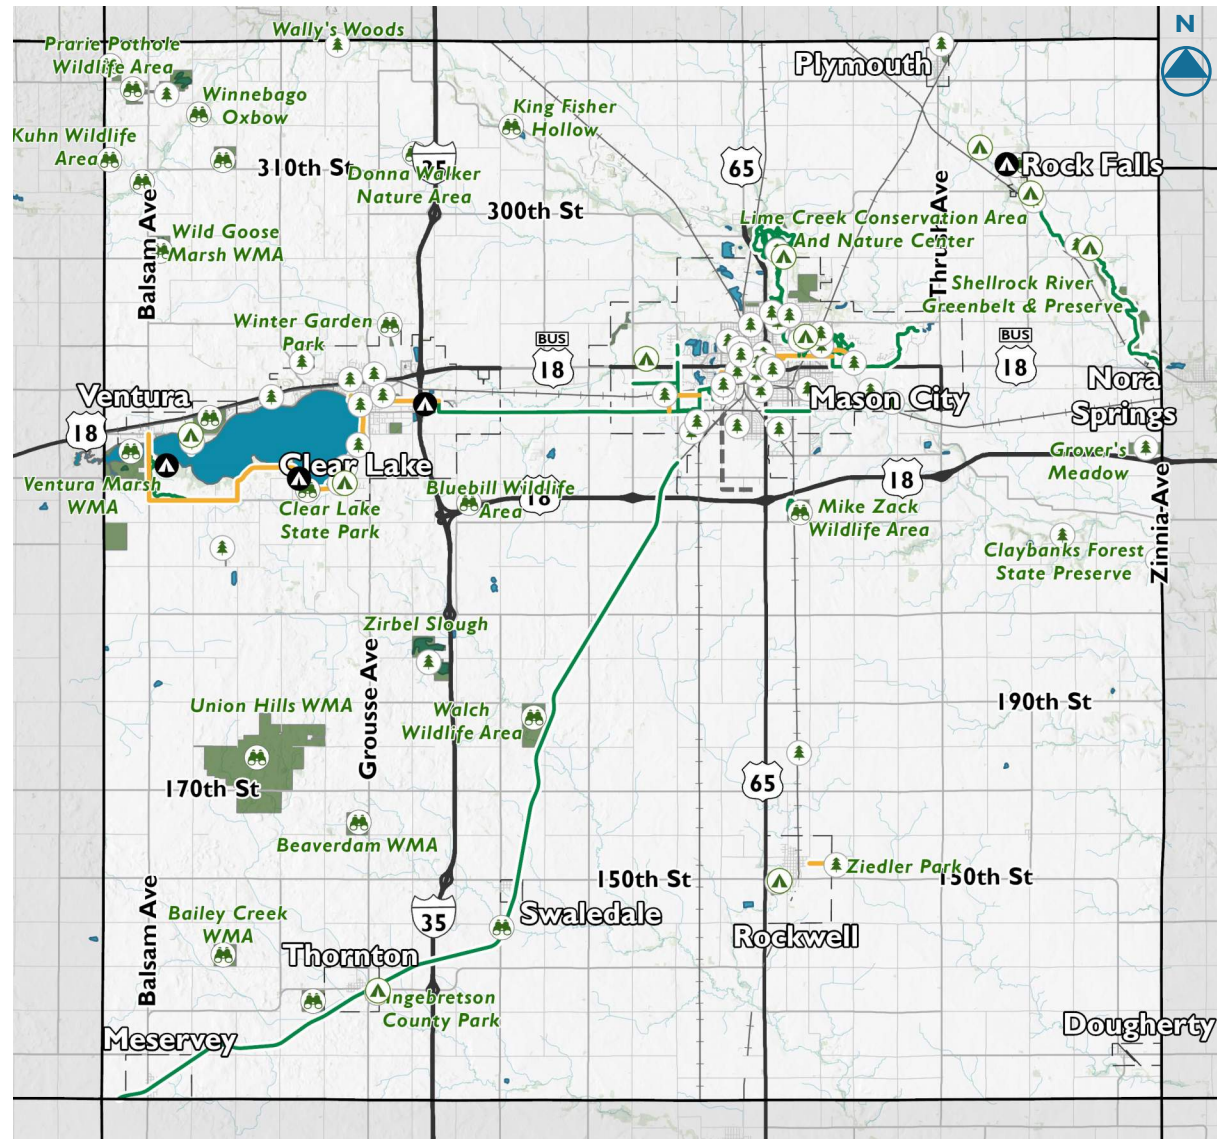 N
Wally's Woods
Prarie Pothole
Wildlife Area
Plymouth
Winnebago
Oxbow
King Fisher
Hollow
Kuhn Wildlife
Area
310th St
35
Donna Walker
Nature Area
65
Rock Falls
300th St
Balsam Ave
Thrush Ave
Lime Creek Conservation Area
And Nature Center
Wild Goose
Marsh WMA
Shellrock River
Greenbelt & Preserve
Winter Garden
Park
BUS
18
BUS
18
Ventura
18
Mason City
Nora
Springs
Clear Lake
Ventura Marsh
WMA
Clear Lake
State Park
Bluebill Wildlife
Area
18
18
Grover's
Meadow
Mike Zack
Wildlife Area
Claybanks Forest
State Preserve
Zinnia Ave
Zirbel Slough
Grousse Ave
Union Hills WMA
Walch
Wildlife Area
190th St
170th St
65
Beaverdam WMA
150th St
Ziedler Park
150th St
Balsam Ave
Bailey Creek
WMA
35
Swaledale
Rockwell
Thornton
Ingebretson
County Park
Meservey
Dougherty